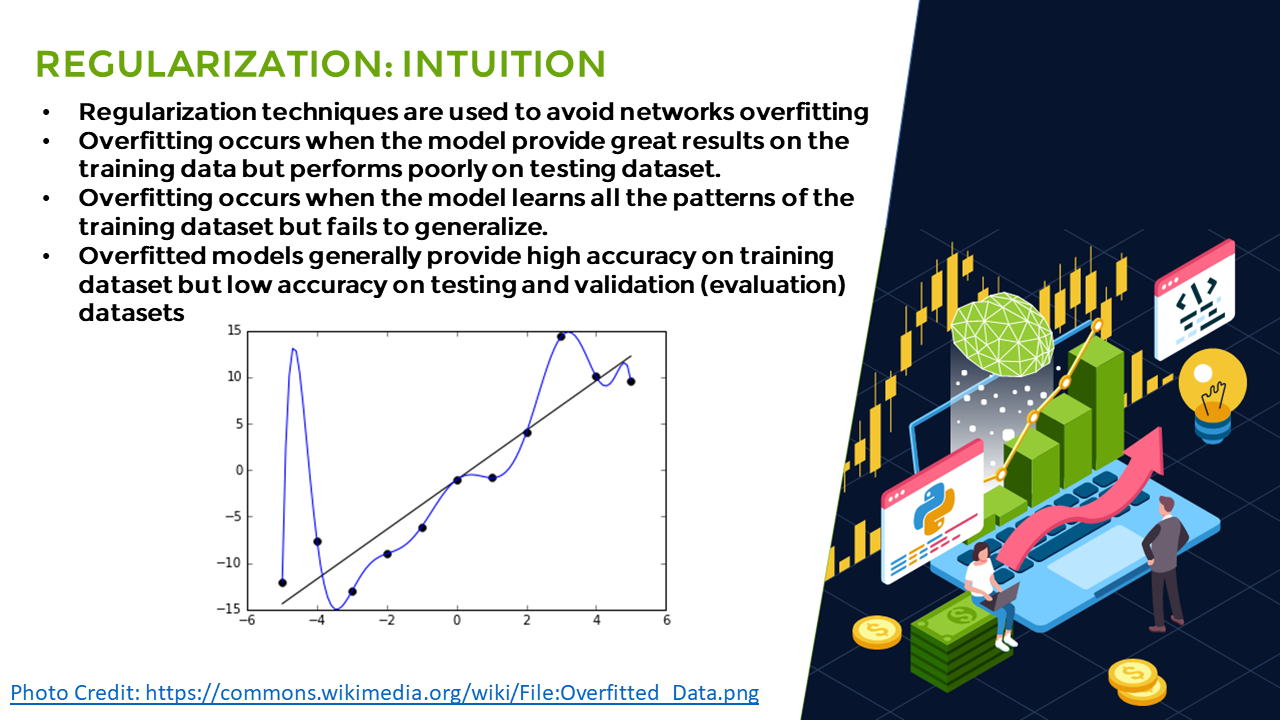 REGULARIZATION: INTUITION
• Regularization techniques are used to avoid networks overfitting
• Overfitting occurs when the model provide great results on the
training data but performs poorly on testing dataset.
• Overfitting occurs when the model learns all the patterns of the
training dataset but fails to generalize.
• Overfitted models generally provide high accuracy on training
dataset but low accuracy on testing and validation (evaluation)
datasets
15
10
5
0
−5
−10
−15
−6 −4 −2 0 2 4 6
Photo Credit: https://commons.wikimedia.org/wiki/File:Overfitted_Data.png